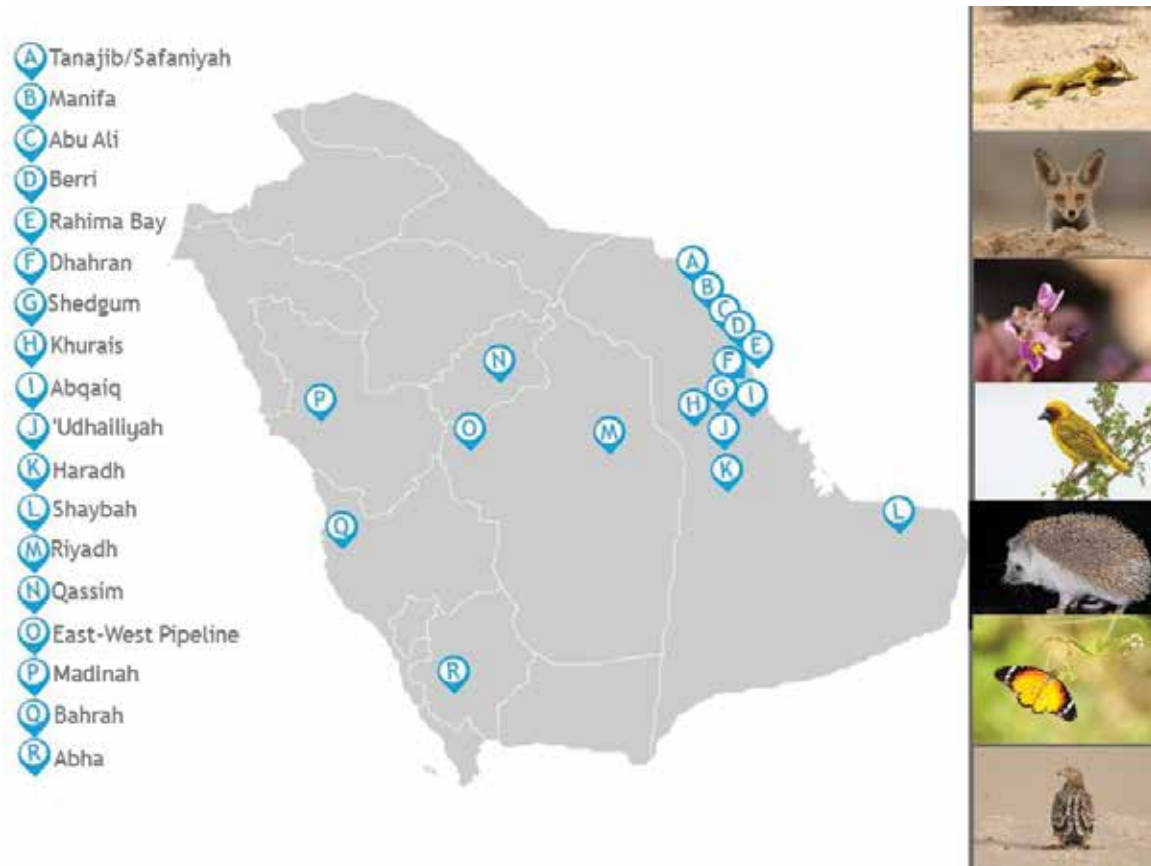 A Tanajib/Safaniyah
B Manifa
C Abu Ali
D Berri
E Rahima Bay
F Dhahran
G Shedgum
H Khurais
I Abqaiq
J 'Udhailiyah
K Haradh
L Shaybah
M Riyadh
N Qassim
O East-West Pipeline
P Madinah
Q Bahrah
R Abha
A
B
C
D
E
F
G
H
I
J
K
L
M
N
O
P
Q
R